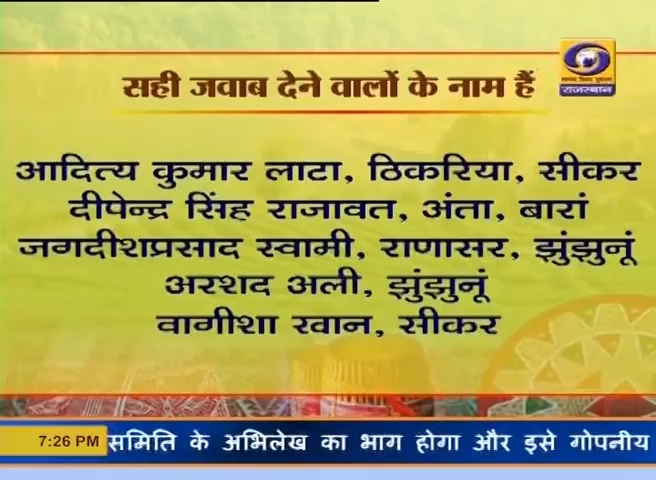 सही जवाब देने वालों के नाम हैं
राजस्थान
आदित्य कुमार लाटा, ठिकरिया, सीकर
दीपेन्द्र सिंह राजावत, अंता, बारां
जगदीशप्रसाद स्वामी, राणासर, झुंझुनूं
अरशद अली, झुंझुनूं
वागीशा खान, सीकर
7:26 PM समिति के अभिलेख का भाग होगा और इसे गोपनीय